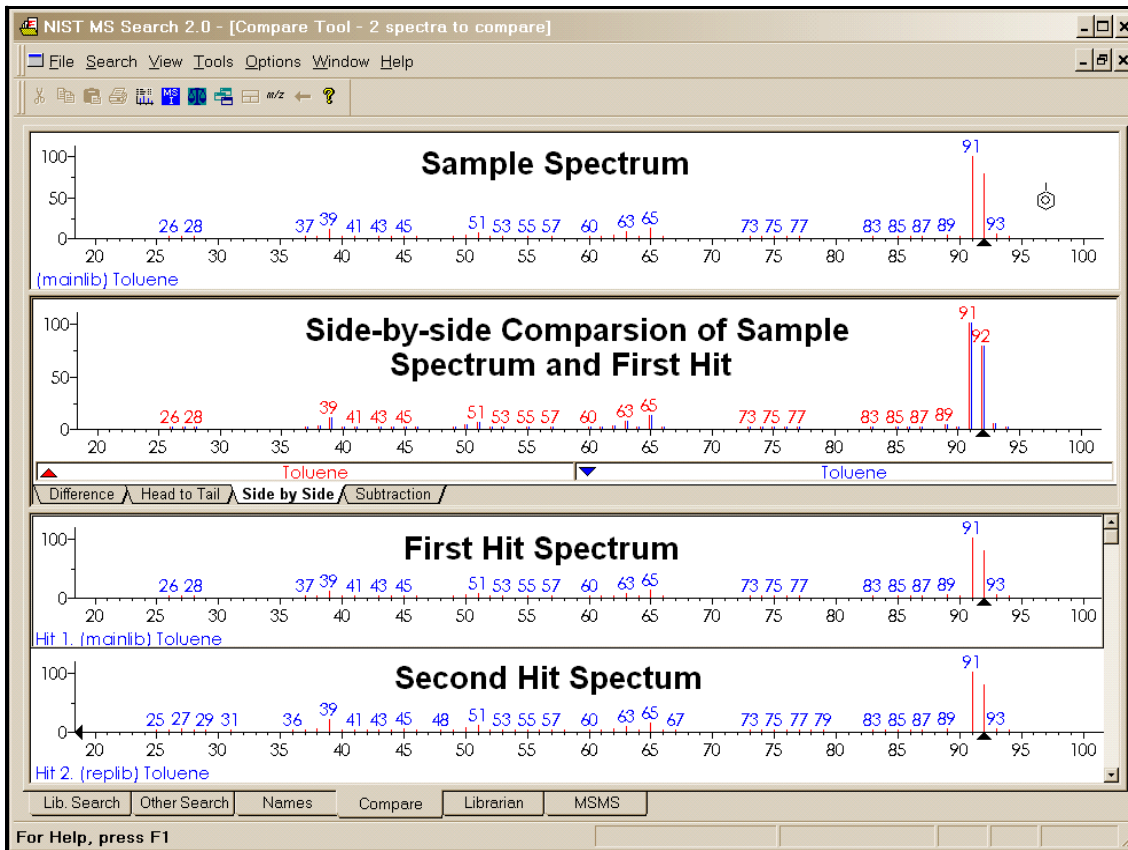 NIST MS Search 2.0 - [Compare Tool - 2 spectra to compare]
File Search View Tools Options Window Help
MS I m/z ?
Sample Spectrum
100
50
0
91
26 28 37 39 41 43 45 51 53 55 57 60 63 65 73 75 77 83 85 87 89 93
20 25 30 35 40 45 50 55 60 65 70 75 80 85 90 95 100
(mainlib) Toluene
Side-by-side Comparsion of Sample
Spectrum and First Hit
100
50
0
91
92
26 28 39 41 43 45 51 53 55 57 60 63 65 73 75 77 83 85 87 89
20 25 30 35 40 45 50 55 60 65 70 75 80 85 90 95 100
Toluene Toluene
Difference Head to Tail Side by Side Subtraction
First Hit Spectrum
100
0
91
26 28 37 39 41 43 45 51 53 55 57 60 63 65 73 75 77 83 85 87 89 93
20 25 30 35 40 45 50 55 60 65 70 75 80 85 90 95 100
Hit 1. (mainlib) Toluene
Second Hit Spectum
100
0
91
25 27 29 31 36 39 41 43 45 48 51 53 55 57 60 63 65 67 73 75 77 79 83 85 87 89 93
20 25 30 35 40 45 50 55 60 65 70 75 80 85 90 95 100
Hit 2. (replib) Toluene
Lib. Search Other Search Names Compare Librarian MSMS
For Help, press F1